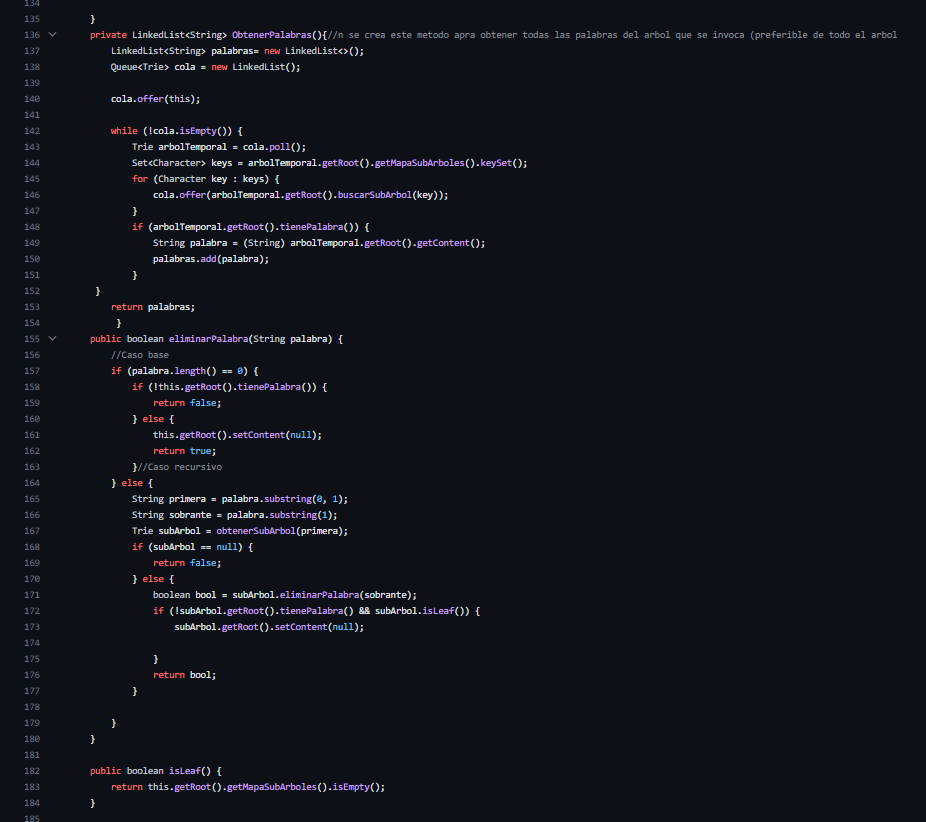 134
135 }
136 private LinkedList<String> ObtenerPalabras(){//n se crea este metodo apra obtener todas las palabras del arbol que se invoca (preferible de todo el arbol
137 LinkedList<String> palabras= new LinkedList<>();
138 Queue<Trie> cola = new LinkedList();
139
140 cola.offer(this);
141
142 while (!cola.isEmpty()) {
143 Trie arbolTemporal = cola.poll();
144 Set<Character> keys = arbolTemporal.getRoot().getMapaSubArboles().keySet();
145 for (Character key : keys) {
146 cola.offer(arbolTemporal.getRoot().buscarSubArbol(key));
147 }
148 if (arbolTemporal.getRoot().tienePalabra()) {
149 String palabra = (String) arbolTemporal.getRoot().getContent();
150 palabras.add(palabra);
151 }
152 }
153 return palabras;
154 }
155 public boolean eliminarPalabra(String palabra) {
156 //Caso base
157 if (palabra.length() == 0) {
158 if (!this.getRoot().tienePalabra()) {
159 return false;
160 } else {
161 this.getRoot().setContent(null);
162 return true;
163 }//Caso recursivo
164 } else {
165 String primera = palabra.substring(0, 1);
166 String sobrante = palabra.substring(1);
167 Trie subArbol = obtenerSubArbol(primera);
168 if (subArbol == null) {
169 return false;
170 } else {
171 boolean bool = subArbol.eliminarPalabra(sobrante);
172 if (!subArbol.getRoot().tienePalabra() && subArbol.isLeaf()) {
173 subArbol.getRoot().setContent(null);
174
175 }
176 return bool;
177 }
178
179 }
180 }
181
182 public boolean isLeaf() {
183 return this.getRoot().getMapaSubArboles().isEmpty();
184 }
185